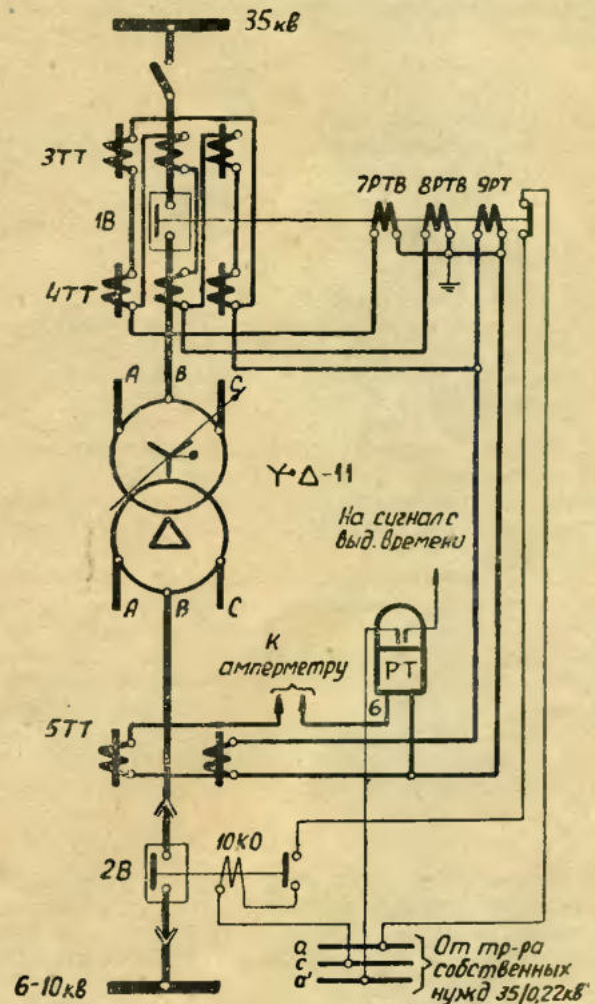 35кв
3ТТ
7РТВ 8РТВ 9РТ
1В
4ТТ
А В С
Y Δ-11
На сигнал с
выд. времени
А В С
К
амперметру
РТ
6
5ТТ
10КО
2В
а
с
а'
От тр-ра
собственных
нужд 35/0,22кв
6-10кв